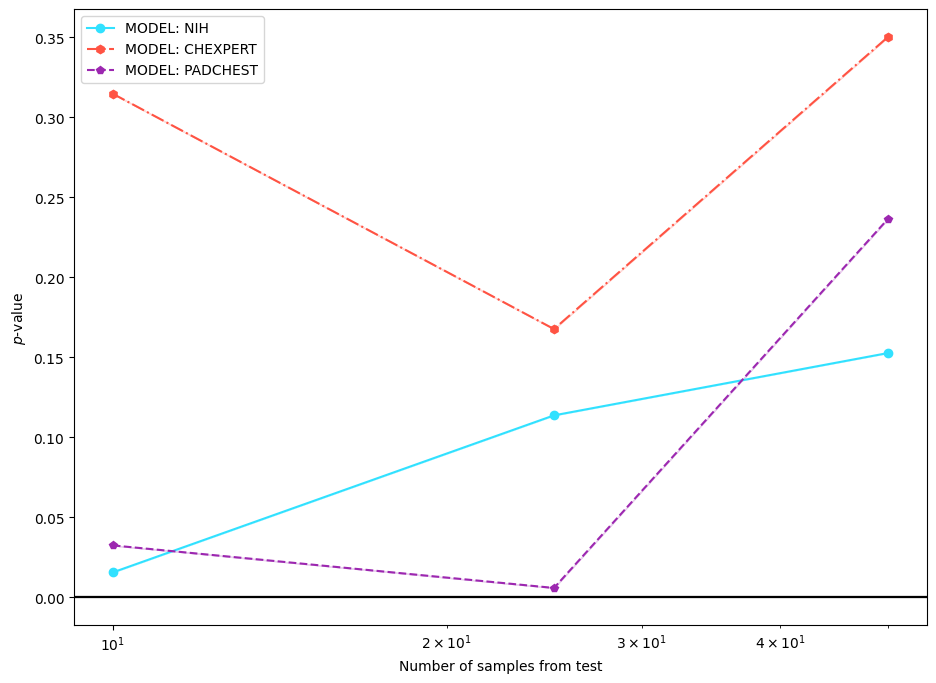 MODEL: NIH
MODEL: CHEXPERT
MODEL: PADCHEST
0.35
0.30
0.25
0.20
0.15
0.10
0.05
0.00
p-value
10¹
2 × 10¹
3 × 10¹
4 × 10¹
Number of samples from test